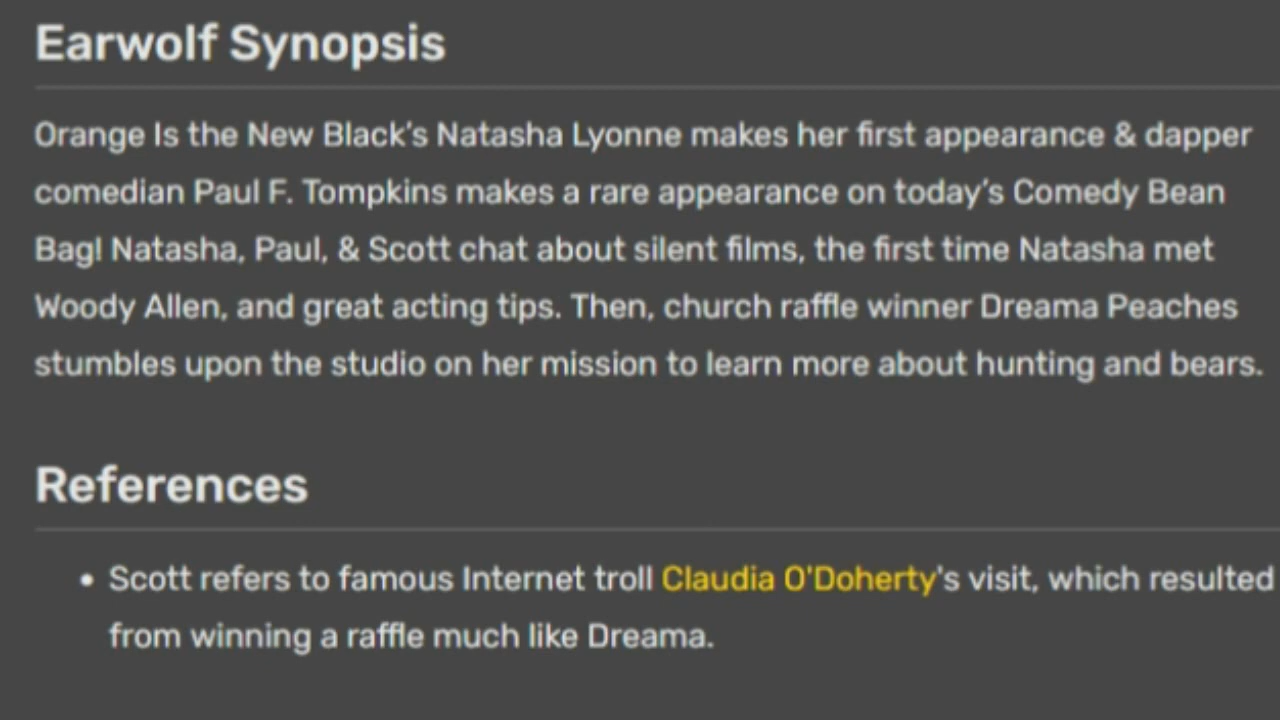 Earwolf Synopsis
Orange Is the New Black's Natasha Lyonne makes her first appearance & dapper
comedian Paul F. Tompkins makes a rare appearance on today's Comedy Bean
Bag! Natasha, Paul, & Scott chat about silent films, the first time Natasha met
Woody Allen, and great acting tips. Then, church raffle winner Dreama Peaches
stumbles upon the studio on her mission to learn more about hunting and bears.
References
• Scott refers to famous Internet troll Claudia O'Doherty's visit, which resulted
from winning a raffle much like Dreama.